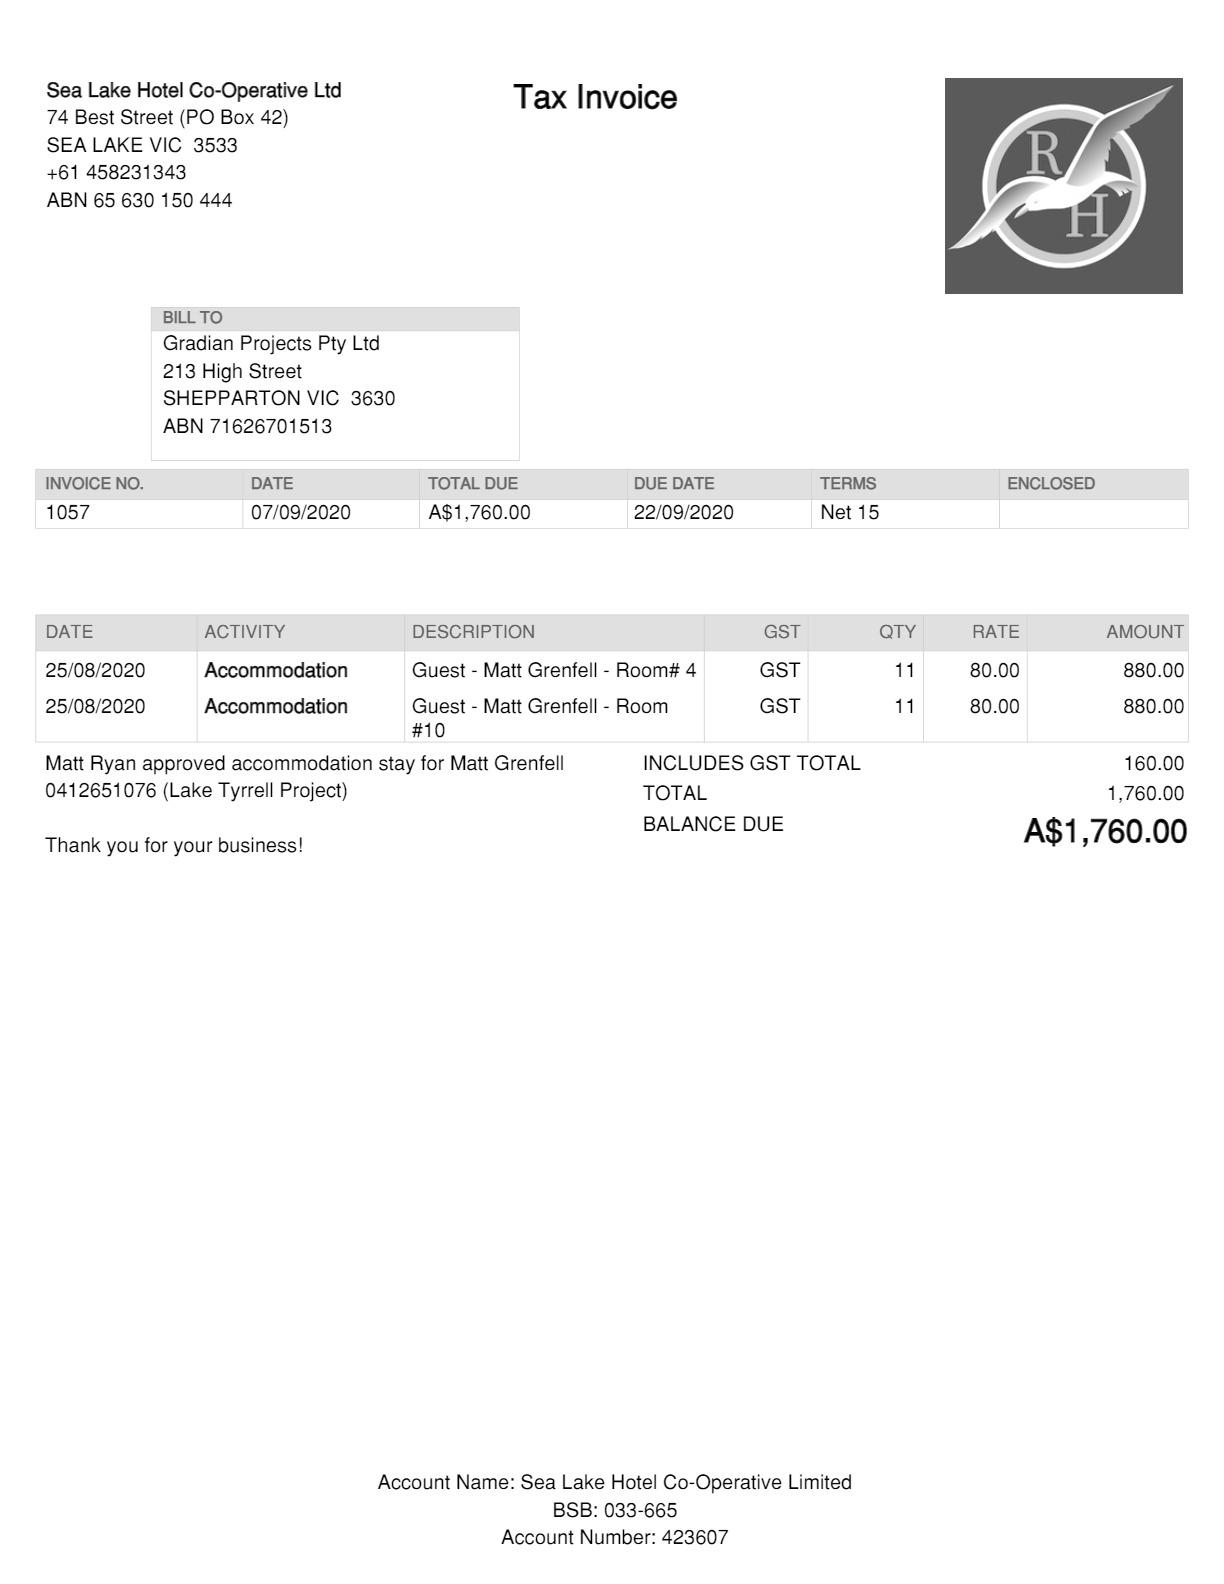 Sea Lake Hotel Co-Operative Ltd
74 Best Street (PO Box 42)
SEA LAKE VIC  3533
+61 458231343
ABN 65 630 150 444
Tax Invoice
R
H
BILL TO
Gradian Projects Pty Ltd
213 High Street
SHEPPARTON VIC  3630
ABN 71626701513
INVOICE NO. DATE TOTAL DUE DUE DATE TERMS ENCLOSED
1057 07/09/2020 A$1,760.00 22/09/2020 Net 15
DATE ACTIVITY DESCRIPTION GST QTY RATE AMOUNT
25/08/2020 Accommodation Guest - Matt Grenfell - Room# 4 GST 11 80.00 880.00
25/08/2020 Accommodation Guest - Matt Grenfell - Room GST 11 80.00 880.00
#10
Matt Ryan approved accommodation stay for Matt Grenfell
0412651076 (Lake Tyrrell Project)
Thank you for your business!
INCLUDES GST TOTAL 160.00
TOTAL 1,760.00
BALANCE DUE A$1,760.00
Account Name: Sea Lake Hotel Co-Operative Limited
BSB: 033-665
Account Number: 423607